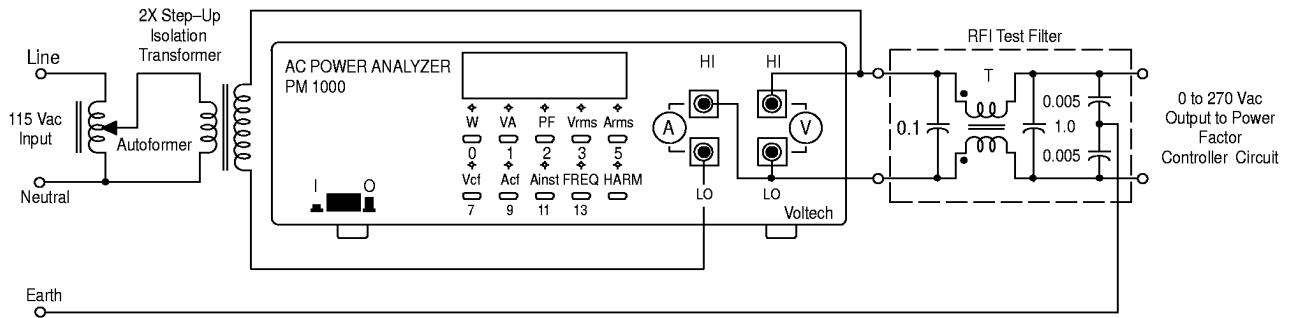 2X Step–Up
Isolation
Transformer
Line
115 Vac
Input
Autoformer
Neutral
Earth
AC POWER ANALYZER
PM 1000
W VA PF Vrms Arms
0 1 2 3 5
Vcf Acf Ainst FREQ HARM
7 9 11 13
I O
HI HI
A V
LO LO
Voltech
RFI Test Filter
T
0.1
0.005
1.0
0.005
0 to 270 Vac
Output to Power
Factor
Controller Circuit